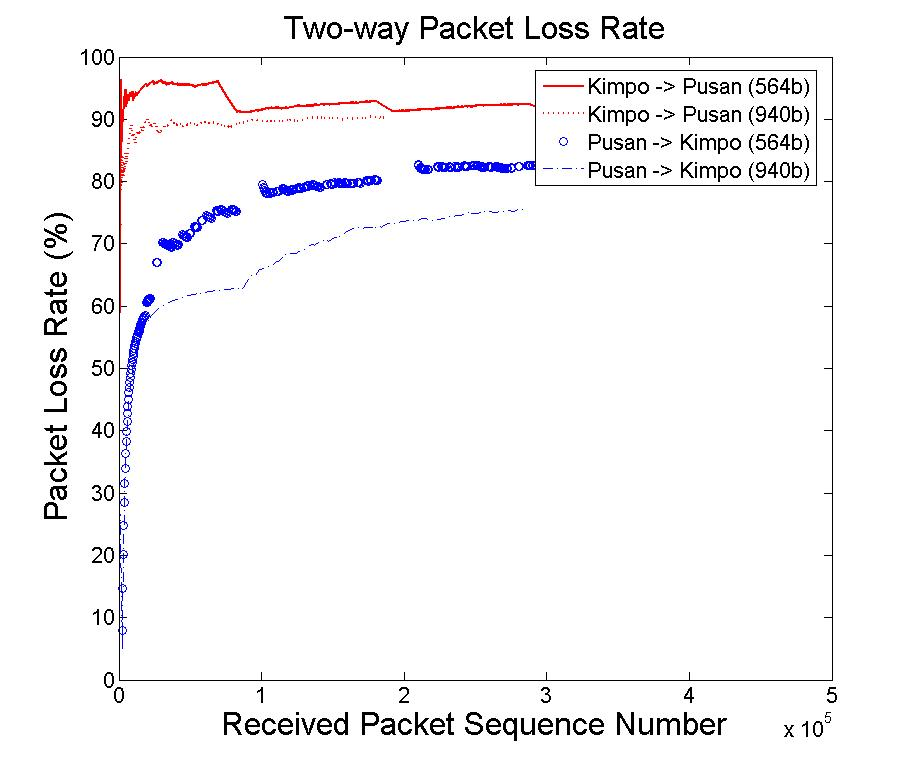 Two-way Packet Loss Rate
100
90
80
70
60
50
40
30
20
10
0
Packet Loss Rate (%)
Kimpo -> Pusan (564b)
Kimpo -> Pusan (940b)
Pusan -> Kimpo (564b)
Pusan -> Kimpo (940b)
0 1 2 3 4 5
x 10^5
Received Packet Sequence Number